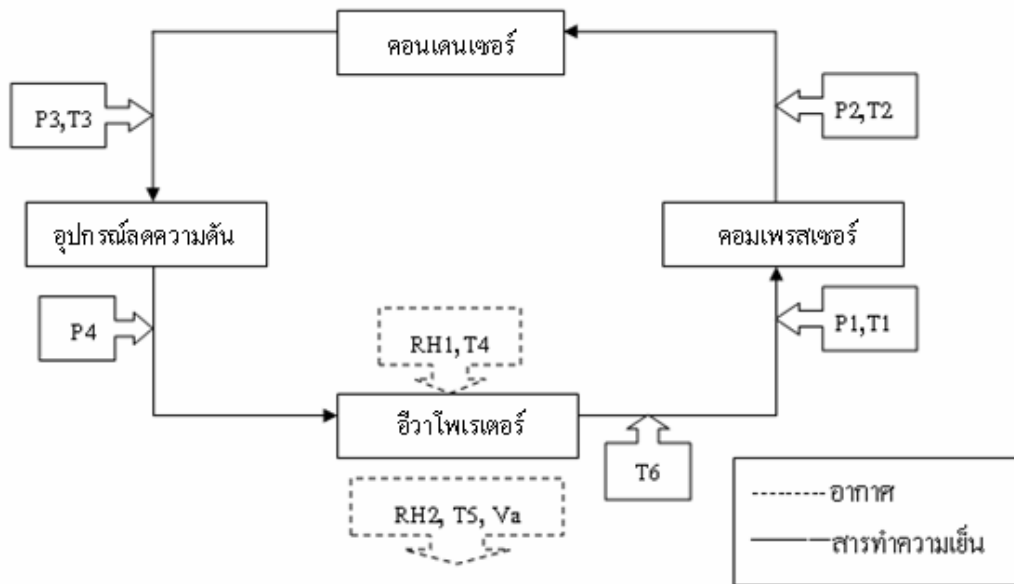 คอนเดนเซอร์
P3,T3
P2,T2
อุปกรณ์ลดความดัน
คอมเพรสเซอร์
P4
P1,T1
RH1,T4
อีวาโพเรเตอร์
T6
RH2, T5, Va
อากาศ
สารทำความเย็น